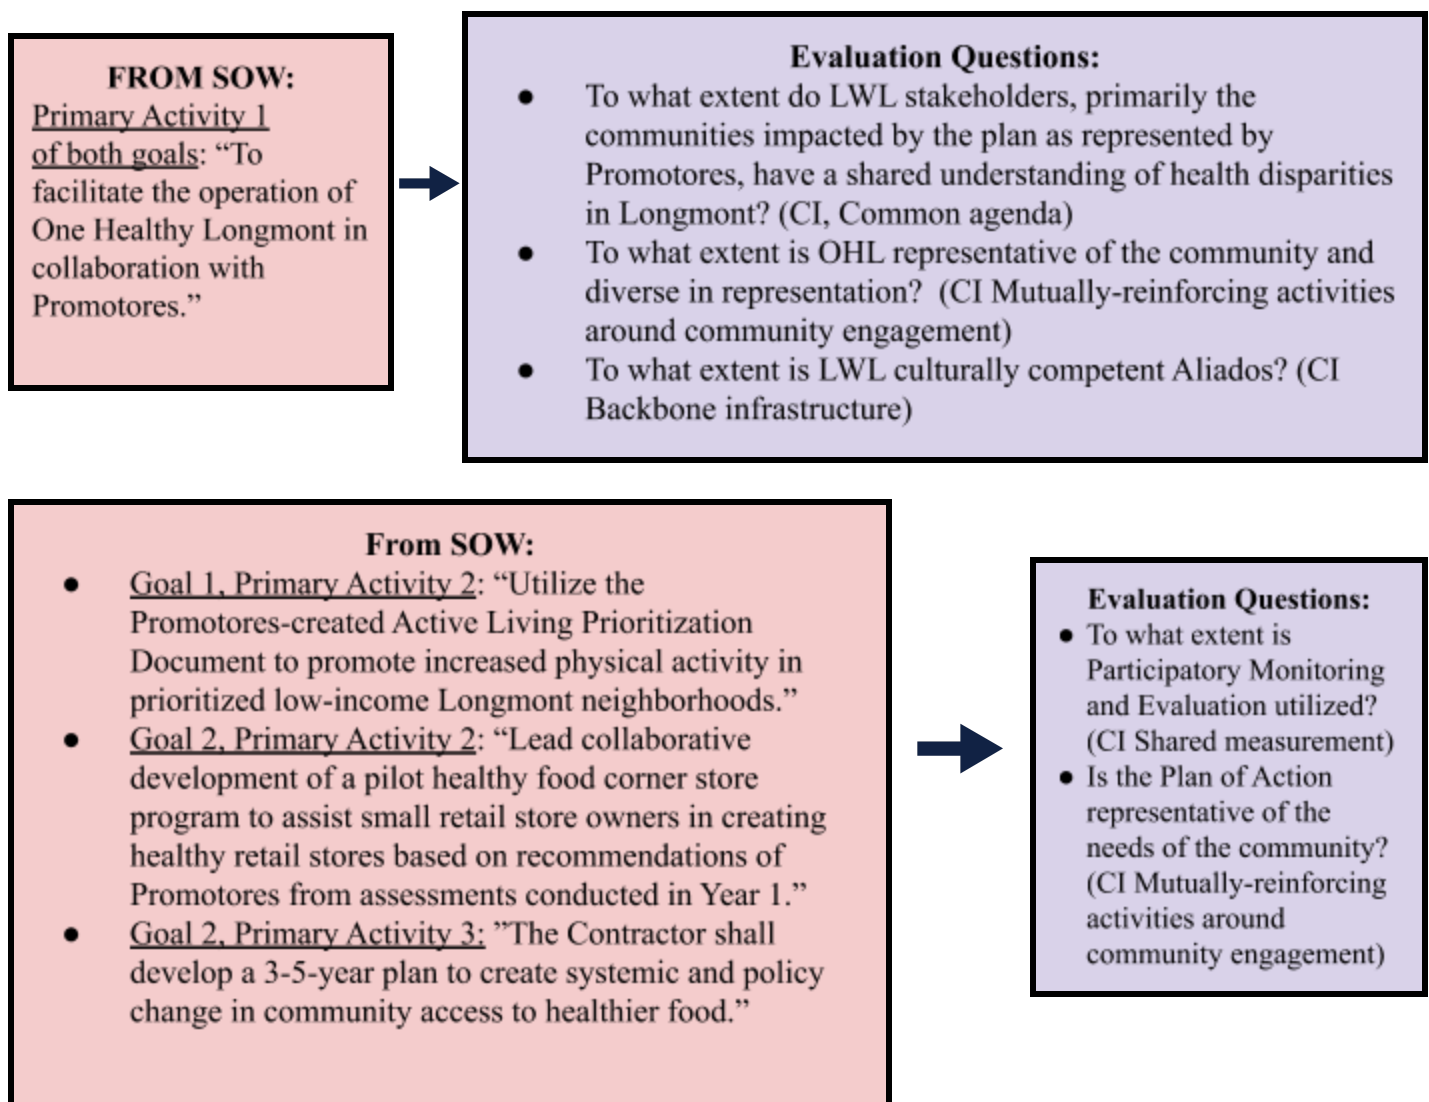 FROM SOW:
Primary Activity 1
of both goals: “To
facilitate the operation of
One Healthy Longmont in
collaboration with
Promotores.”
Evaluation Questions:
● To what extent do LWL stakeholders, primarily the
communities impacted by the plan as represented by
Promotores, have a shared understanding of health disparities
in Longmont? (CI, Common agenda)
● To what extent is OHL representative of the community and
diverse in representation?  (CI Mutually-reinforcing activities
around community engagement)
● To what extent is LWL culturally competent Aliados? (CI
Backbone infrastructure)
From SOW:
● Goal 1, Primary Activity 2: “Utilize the
Promotores-created Active Living Prioritization
Document to promote increased physical activity in
prioritized low-income Longmont neighborhoods.”
● Goal 2, Primary Activity 2: “Lead collaborative
development of a pilot healthy food corner store
program to assist small retail store owners in creating
healthy retail stores based on recommendations of
Promotores from assessments conducted in Year 1.”
● Goal 2, Primary Activity 3: ”The Contractor shall
develop a 3-5-year plan to create systemic and policy
change in community access to healthier food.”
Evaluation Questions:
● To what extent is
Participatory Monitoring
and Evaluation utilized?
(CI Shared measurement)
● Is the Plan of Action
representative of the
needs of the community?
(CI Mutually-reinforcing
activities around
community engagement)